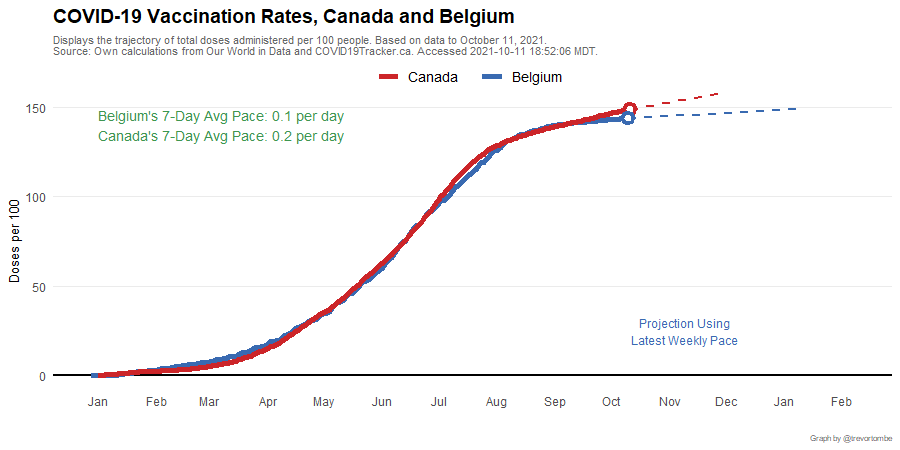 COVID-19 Vaccination Rates, Canada and Belgium
Displays the trajectory of total doses administered per 100 people. Based on data to October 11, 2021.
Source: Own calculations from Our World in Data and COVID19Tracker.ca. Accessed 2021-10-11 18:52:06 MDT.
Canada Belgium
Belgium's 7-Day Avg Pace: 0.1 per day
Canada's 7-Day Avg Pace: 0.2 per day
150
100
50
0
Doses per 100
Projection Using
Latest Weekly Pace
Jan Feb Mar Apr May Jun Jul Aug Sep Oct Nov Dec Jan Feb
Graph by @trevortombe